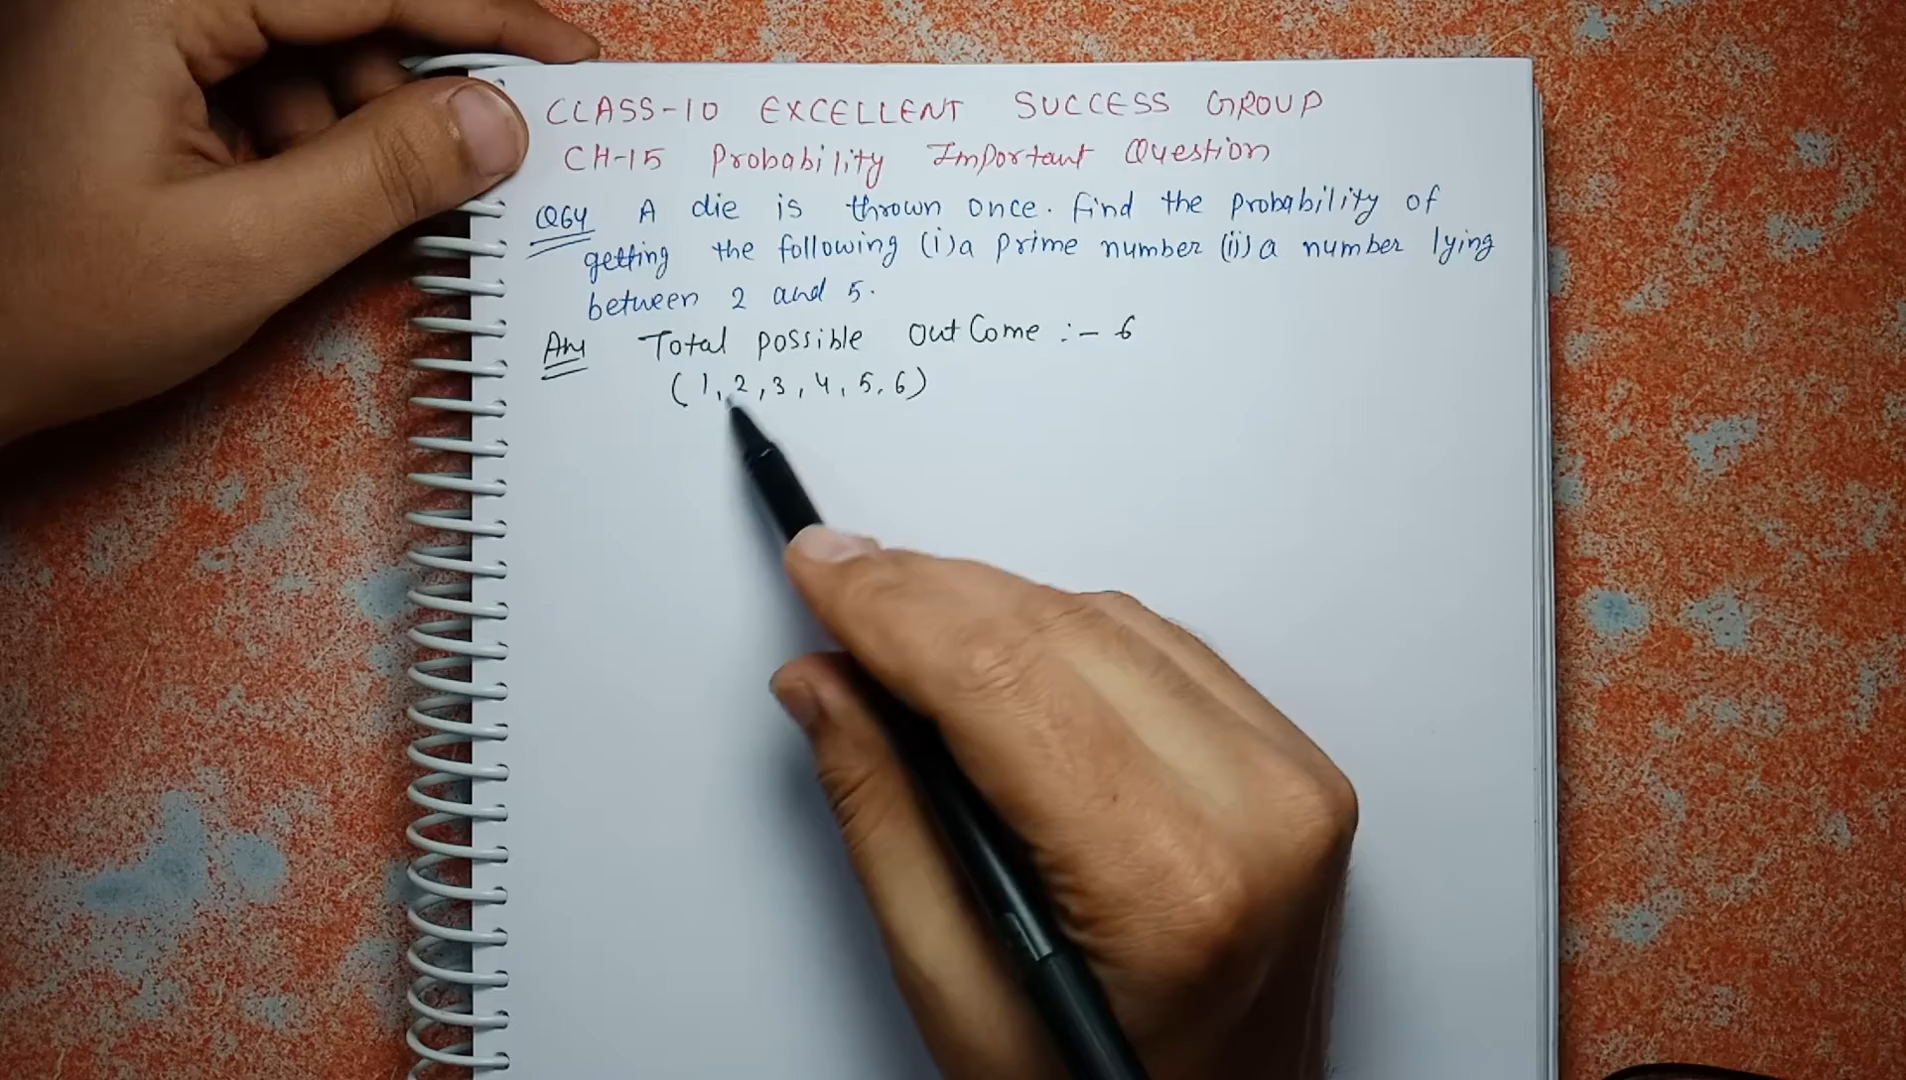 CLASS-10 EXCELLENT SUCCESS GROUP
CH-15 Probability Important Question
Q64 A die is thrown once. Find the probability of
getting the following (i) a prime number (ii) a number lying
between 2 and 5.
Ans Total possible outcome :- 6
(1,2,3,4,5,6)